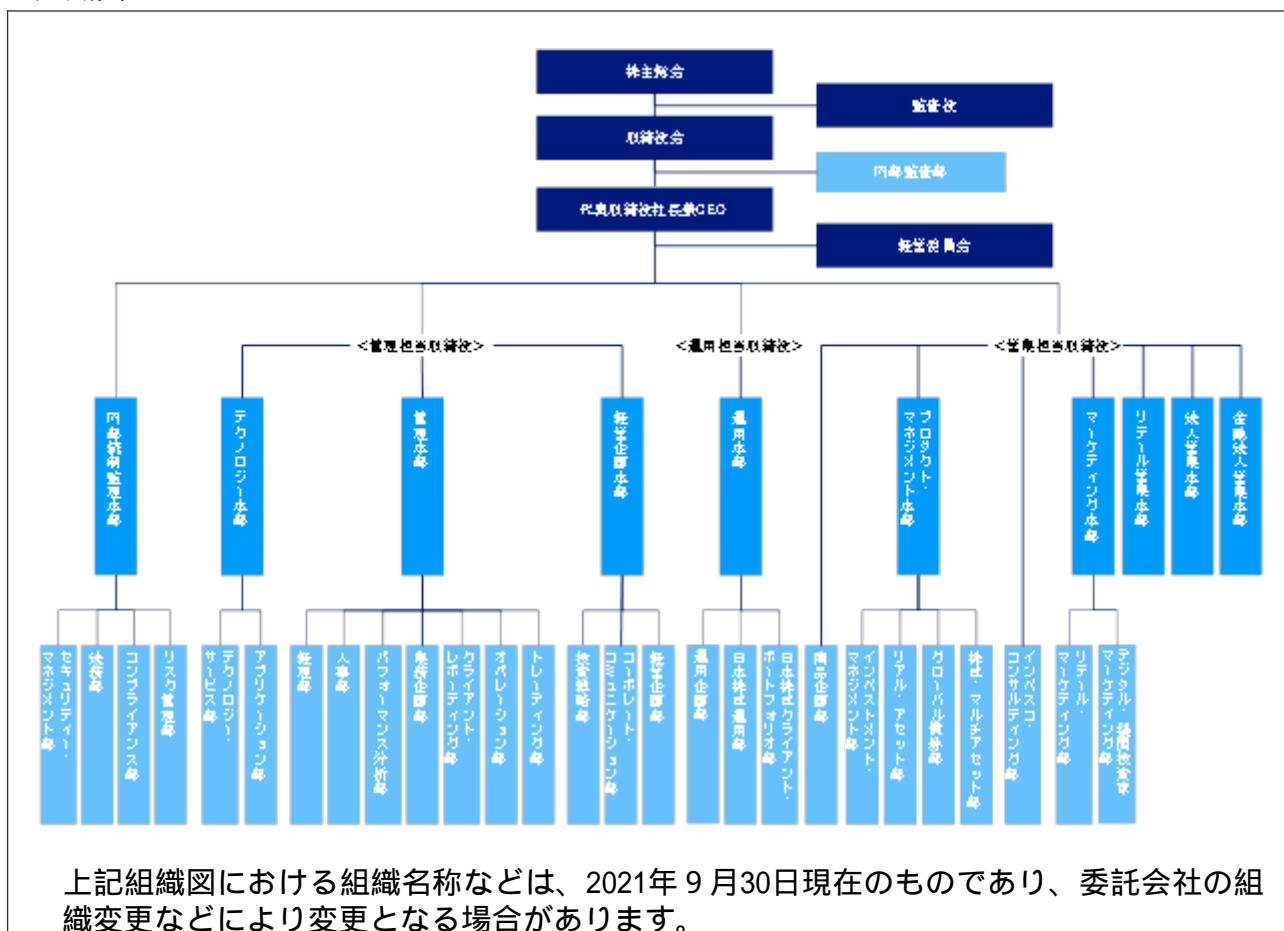 株主総会
監査役
取締役会
内部監査部
代表取締役社長兼CEO
経営委員会
<管理担当取締役>
<運用担当取締役>
<営業担当取締役>
内部統制管理本部
テクノロジー本部
管理本部
経営企画本部
運用本部
プロダクト・
マネジメント本部
マーケティング本部
リテール営業本部
法人営業本部
金融法人営業本部
セキュリティー・
マネジメント部
法務部
コンプライアンス部
リスク管理部
テクノロジー・
サービス部
アプリケーション部
経理部
人事部
パフォーマンス分析部
業務企画部
クライアント・
レポーティング部
オペレーション部
トレーディング部
投資戦略部
コーポレート・
コミュニケーション部
経営企画部
運用企画部
日本株式運用部
日本株式クライアント・
ポートフォリオ部
商品企画部
インベストメント・
マネジメント部
リアル・アセット部
グローバル債券部
株式・マルチアセット部
インベスコ・
コンサルティング部
リテール・
マーケティング部
デジタル・機関投資家
マーケティング部
上記組織図における組織名称などは、2021年9月30日現在のものであり、委託会社の組
織変更などにより変更となる場合があります。